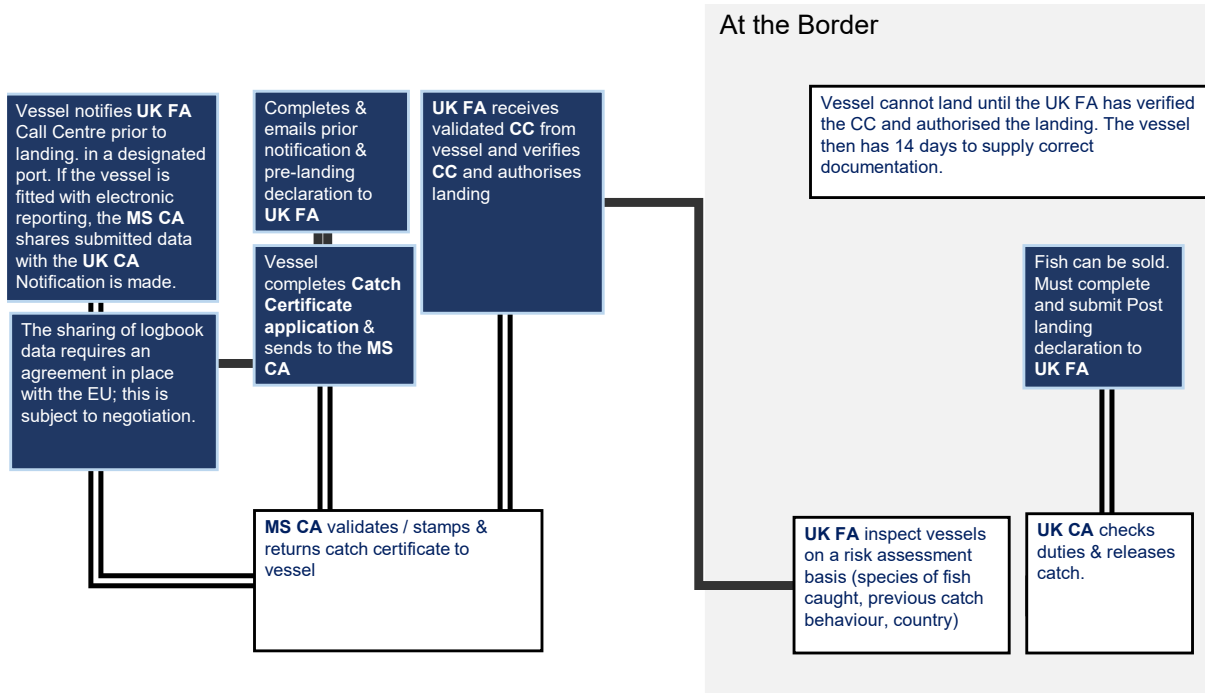 At the Border
Vessel notifies UK FA
Call Centre prior to
landing. in a designated
port. If the vessel is
fitted with electronic
reporting, the MS CA
shares submitted data
with the UK CA
Notification is made.
The sharing of logbook
data requires an
agreement in place
with the EU; this is
subject to negotiation.
Completes &
emails prior
notification &
pre-landing
declaration to
UK FA
Vessel
completes Catch
Certificate
application &
sends to the MS
CA
UK FA receives
validated CC from
vessel and verifies
CC and authorises
landing
MS CA validates / stamps &
returns catch certificate to
vessel
Vessel cannot land until the UK FA has verified
the CC and authorised the landing. The vessel
then has 14 days to supply correct
documentation.
Fish can be sold.
Must complete
and submit Post
landing
declaration to
UK FA
UK FA inspect vessels
on a risk assessment
basis (species of fish
caught, previous catch
behaviour, country)
UK CA checks
duties & releases
catch.